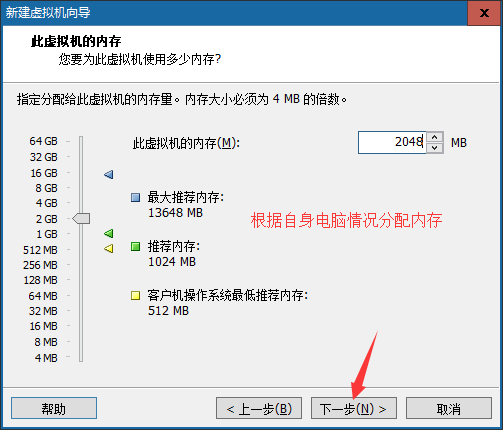 新建虚拟机向导
此虚拟机的内存
您要为此虚拟机使用多少内存?
指定分配给此虚拟机的内存量。内存大小必须为 4 MB 的倍数。
64 GB
32 GB
16 GB
8 GB
4 GB
2 GB
1 GB
512 MB
256 MB
128 MB
64 MB
32 MB
16 MB
8 MB
4 MB
此虚拟机的内存(M):
2048
MB
最大推荐内存:
13648 MB
根据自身电脑情况分配内存
推荐内存:
1024 MB
客户机操作系统最低推荐内存:
512 MB
帮助
< 上一步(B)
下一步(N) >
取消